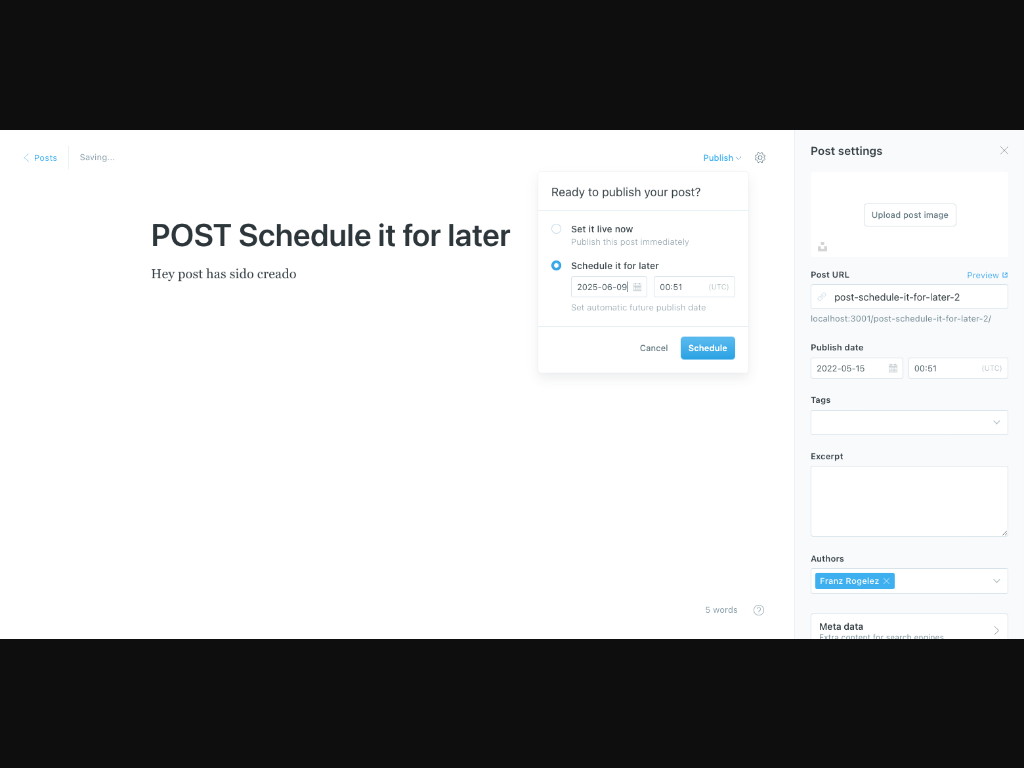 Posts
Saving...
Publish
Ready to publish your post?
Set it live now
Publish this post immediately
Schedule it for later
2025-06-09
00:51
(UTC)
Set automatic future publish date
Cancel
Schedule
POST Schedule it for later
Hey post has sido creado
5 words
Post settings
Upload post image
Post URL
Preview
post-schedule-it-for-later-2
localhost:3001/post-schedule-it-for-later-2/
Publish date
2022-05-15
00:51
(UTC)
Tags
Excerpt
Authors
Franz Rogelez
Meta data
Extra content for search engines